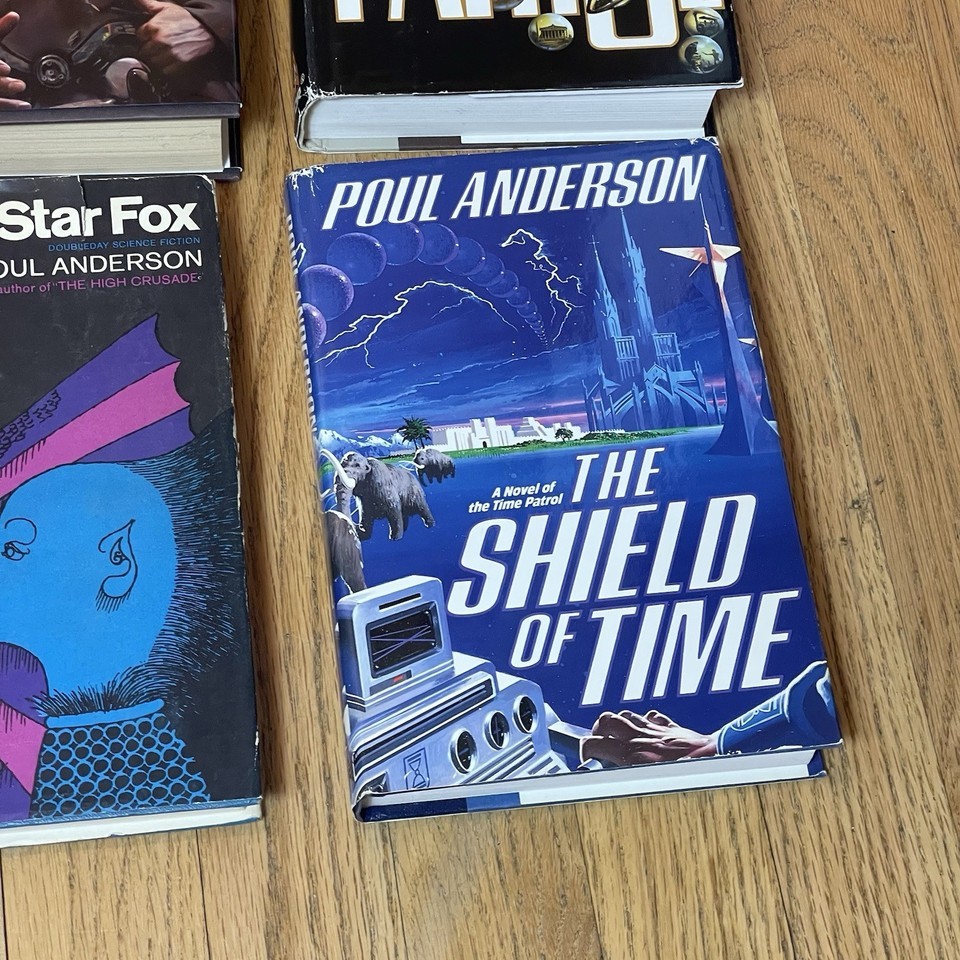 Star Fox
DOUBLEDAY SCIENCE FICTION
OUL ANDERSON
author of "THE HIGH CRUSADE"
POUL ANDERSON
A Novel of
the Time Patrol
THE
SHIELD
OF TIME